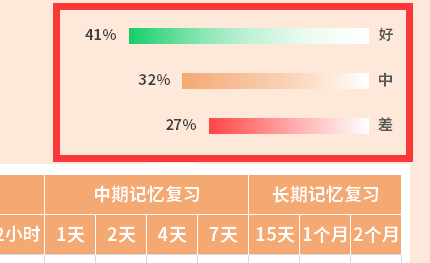 41% 好
32% 中
27% 差
中期记忆复习 长期记忆复习
2小时 1天 2天 4天 7天 15天 1个月 2个月